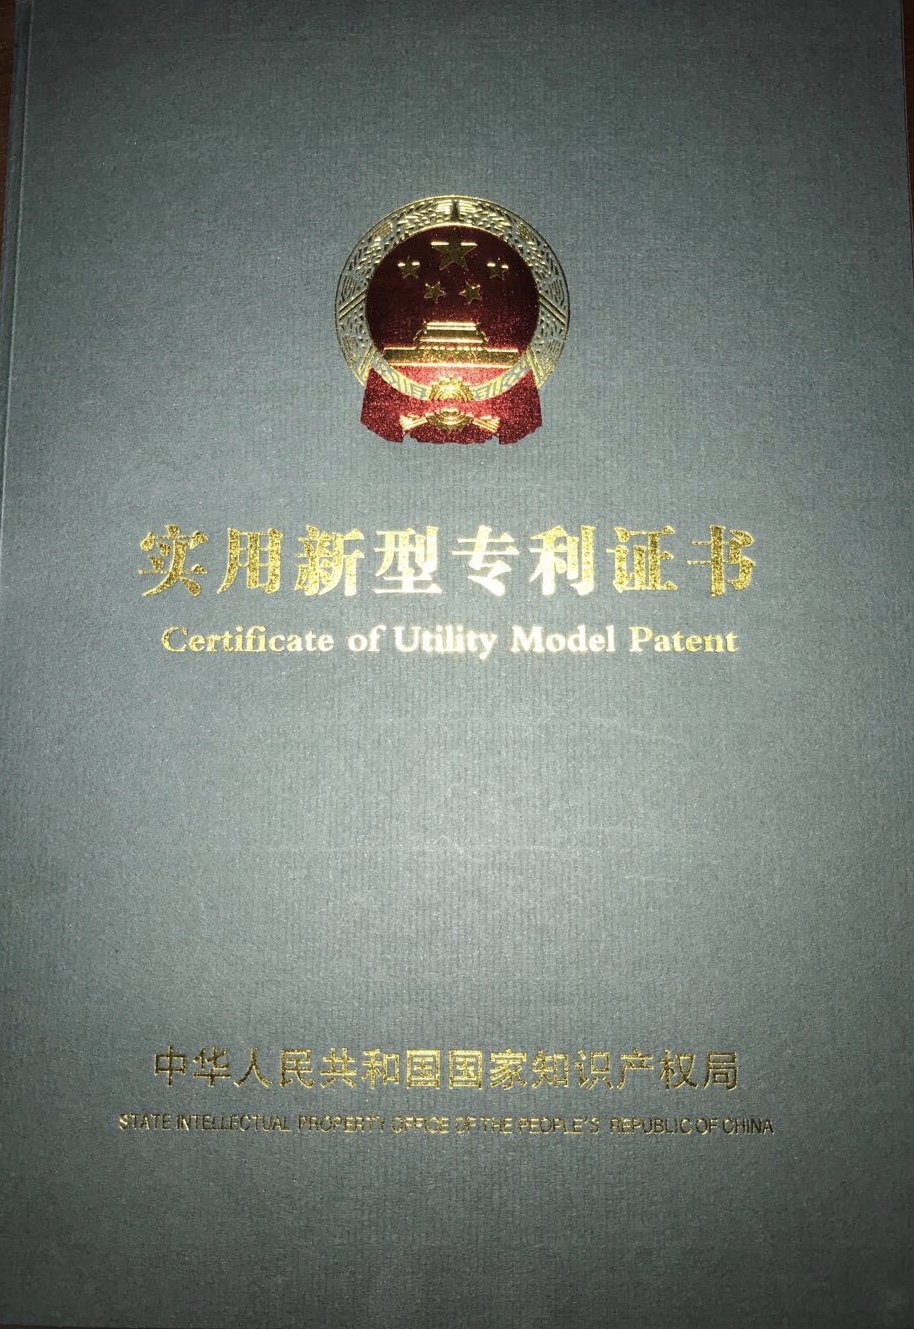 实用新型专利证书
Certificate of Utility Model Patent
中华人民共和国国家知识产权局
STATE INTELLECTUAL PROPERTY OFFICE OF THE PEOPLE'S REPUBLIC OF CHINA